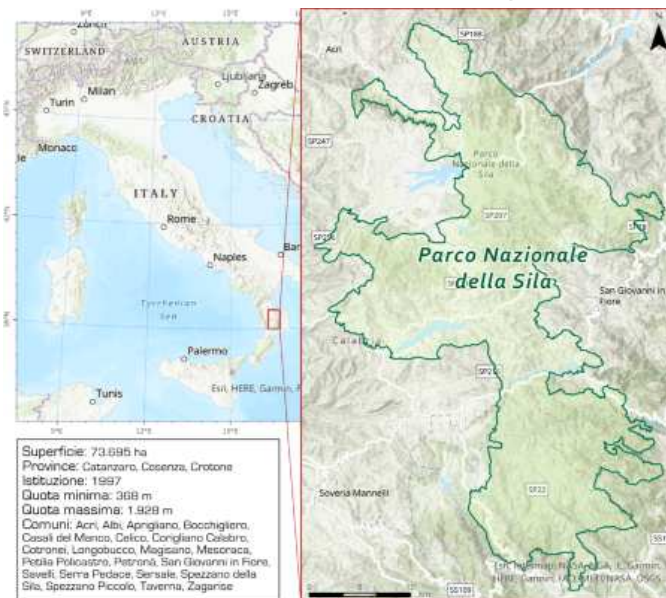 Zürich
SWITZERLAND
AUSTRIA
Ljubljana
Zagreb
Milan
Turin
CROATIA
Monaco
ITALY
Rome
Naples
Tyrrhenian
Sea
Palermo
Tunis
Esri, HERE, Garmin, F
Superficie: 73.695 ha
Province: Catanzaro, Cosenza, Crotone
Istituzione: 1997
Quota minima: 368 m
Quota massima: 1.928 m
Comuni: Acri, Albi, Aprigliano, Bocchigliero,
Casali del Manco, Celico, Corigliano Calabro,
Cotronei, Longobucco, Magisano, Mesoraca,
Petilia Policastro, Petronà, San Giovanni in Fiore,
Savelli, Serra Pedace, Sersale, Spezzano della
Sila, Spezzano Piccolo, Taverna, Zagarise
Acri
SP188
SP247
Parco
Nazionale della
Sila
SP207
Parco Nazionale
della Sila
San Giovanni in
Fiore
Soveria Mannelli
SP22
SS109